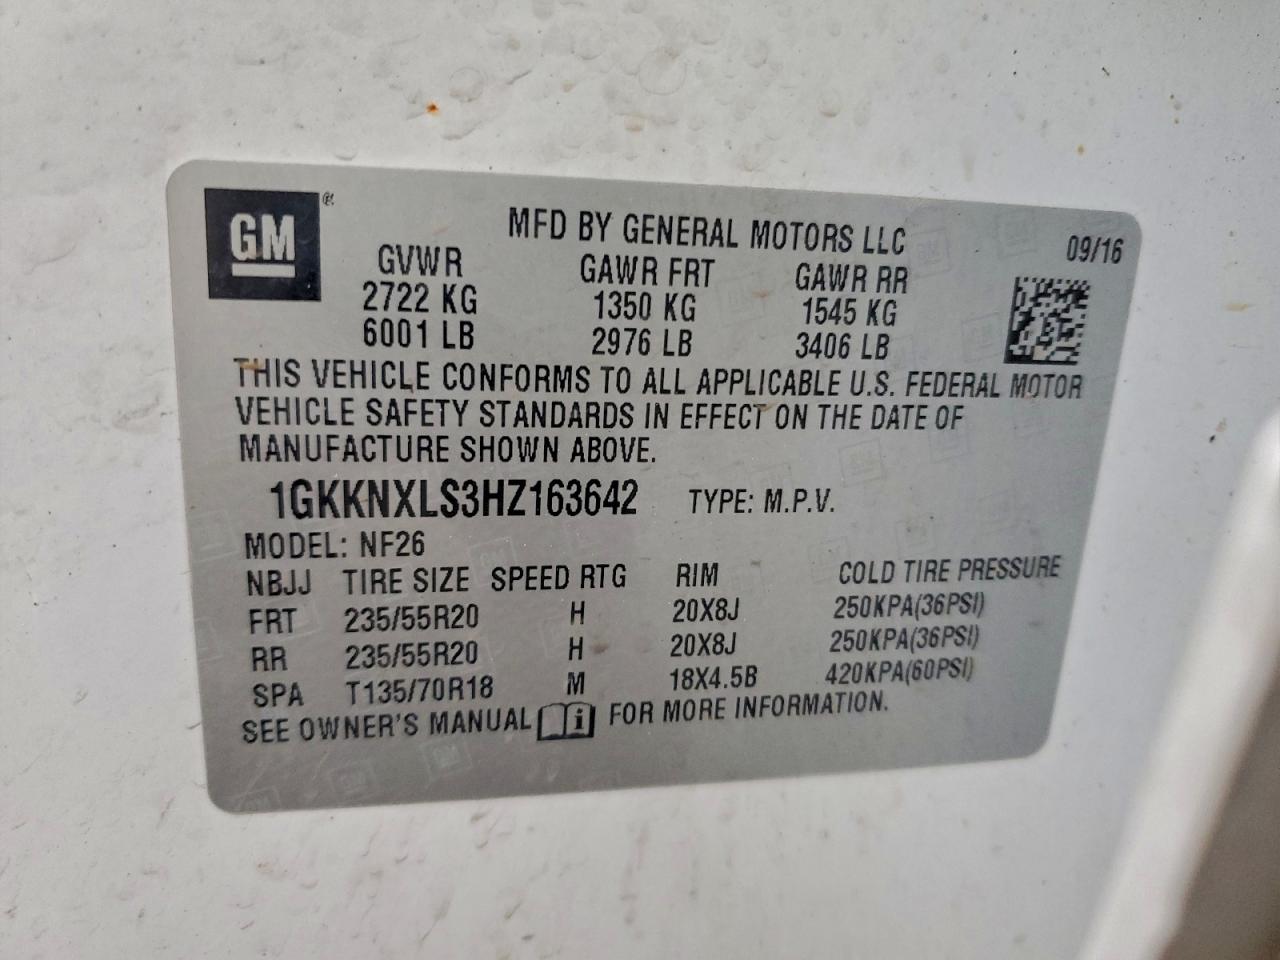 GM®
MFD BY GENERAL MOTORS LLC
09/16
GVWR GAWR FRT GAWR RR
2722 KG 1350 KG 1545 KG
6001 LB 2976 LB 3406 LB
THIS VEHICLE CONFORMS TO ALL APPLICABLE U.S. FEDERAL MOTOR
VEHICLE SAFETY STANDARDS IN EFFECT ON THE DATE OF
MANUFACTURE SHOWN ABOVE.
1GKKNXLS3HZ163642 TYPE: M.P.V.
MODEL: NF26
NBJJ TIRE SIZE SPEED RTG RIM COLD TIRE PRESSURE
FRT 235/55R20 H 20X8J 250KPA(36PSI)
RR 235/55R20 H 20X8J 250KPA(36PSI)
SPA T135/70R18 M 18X4.5B 420KPA(60PSI)
SEE OWNER'S MANUAL i FOR MORE INFORMATION.